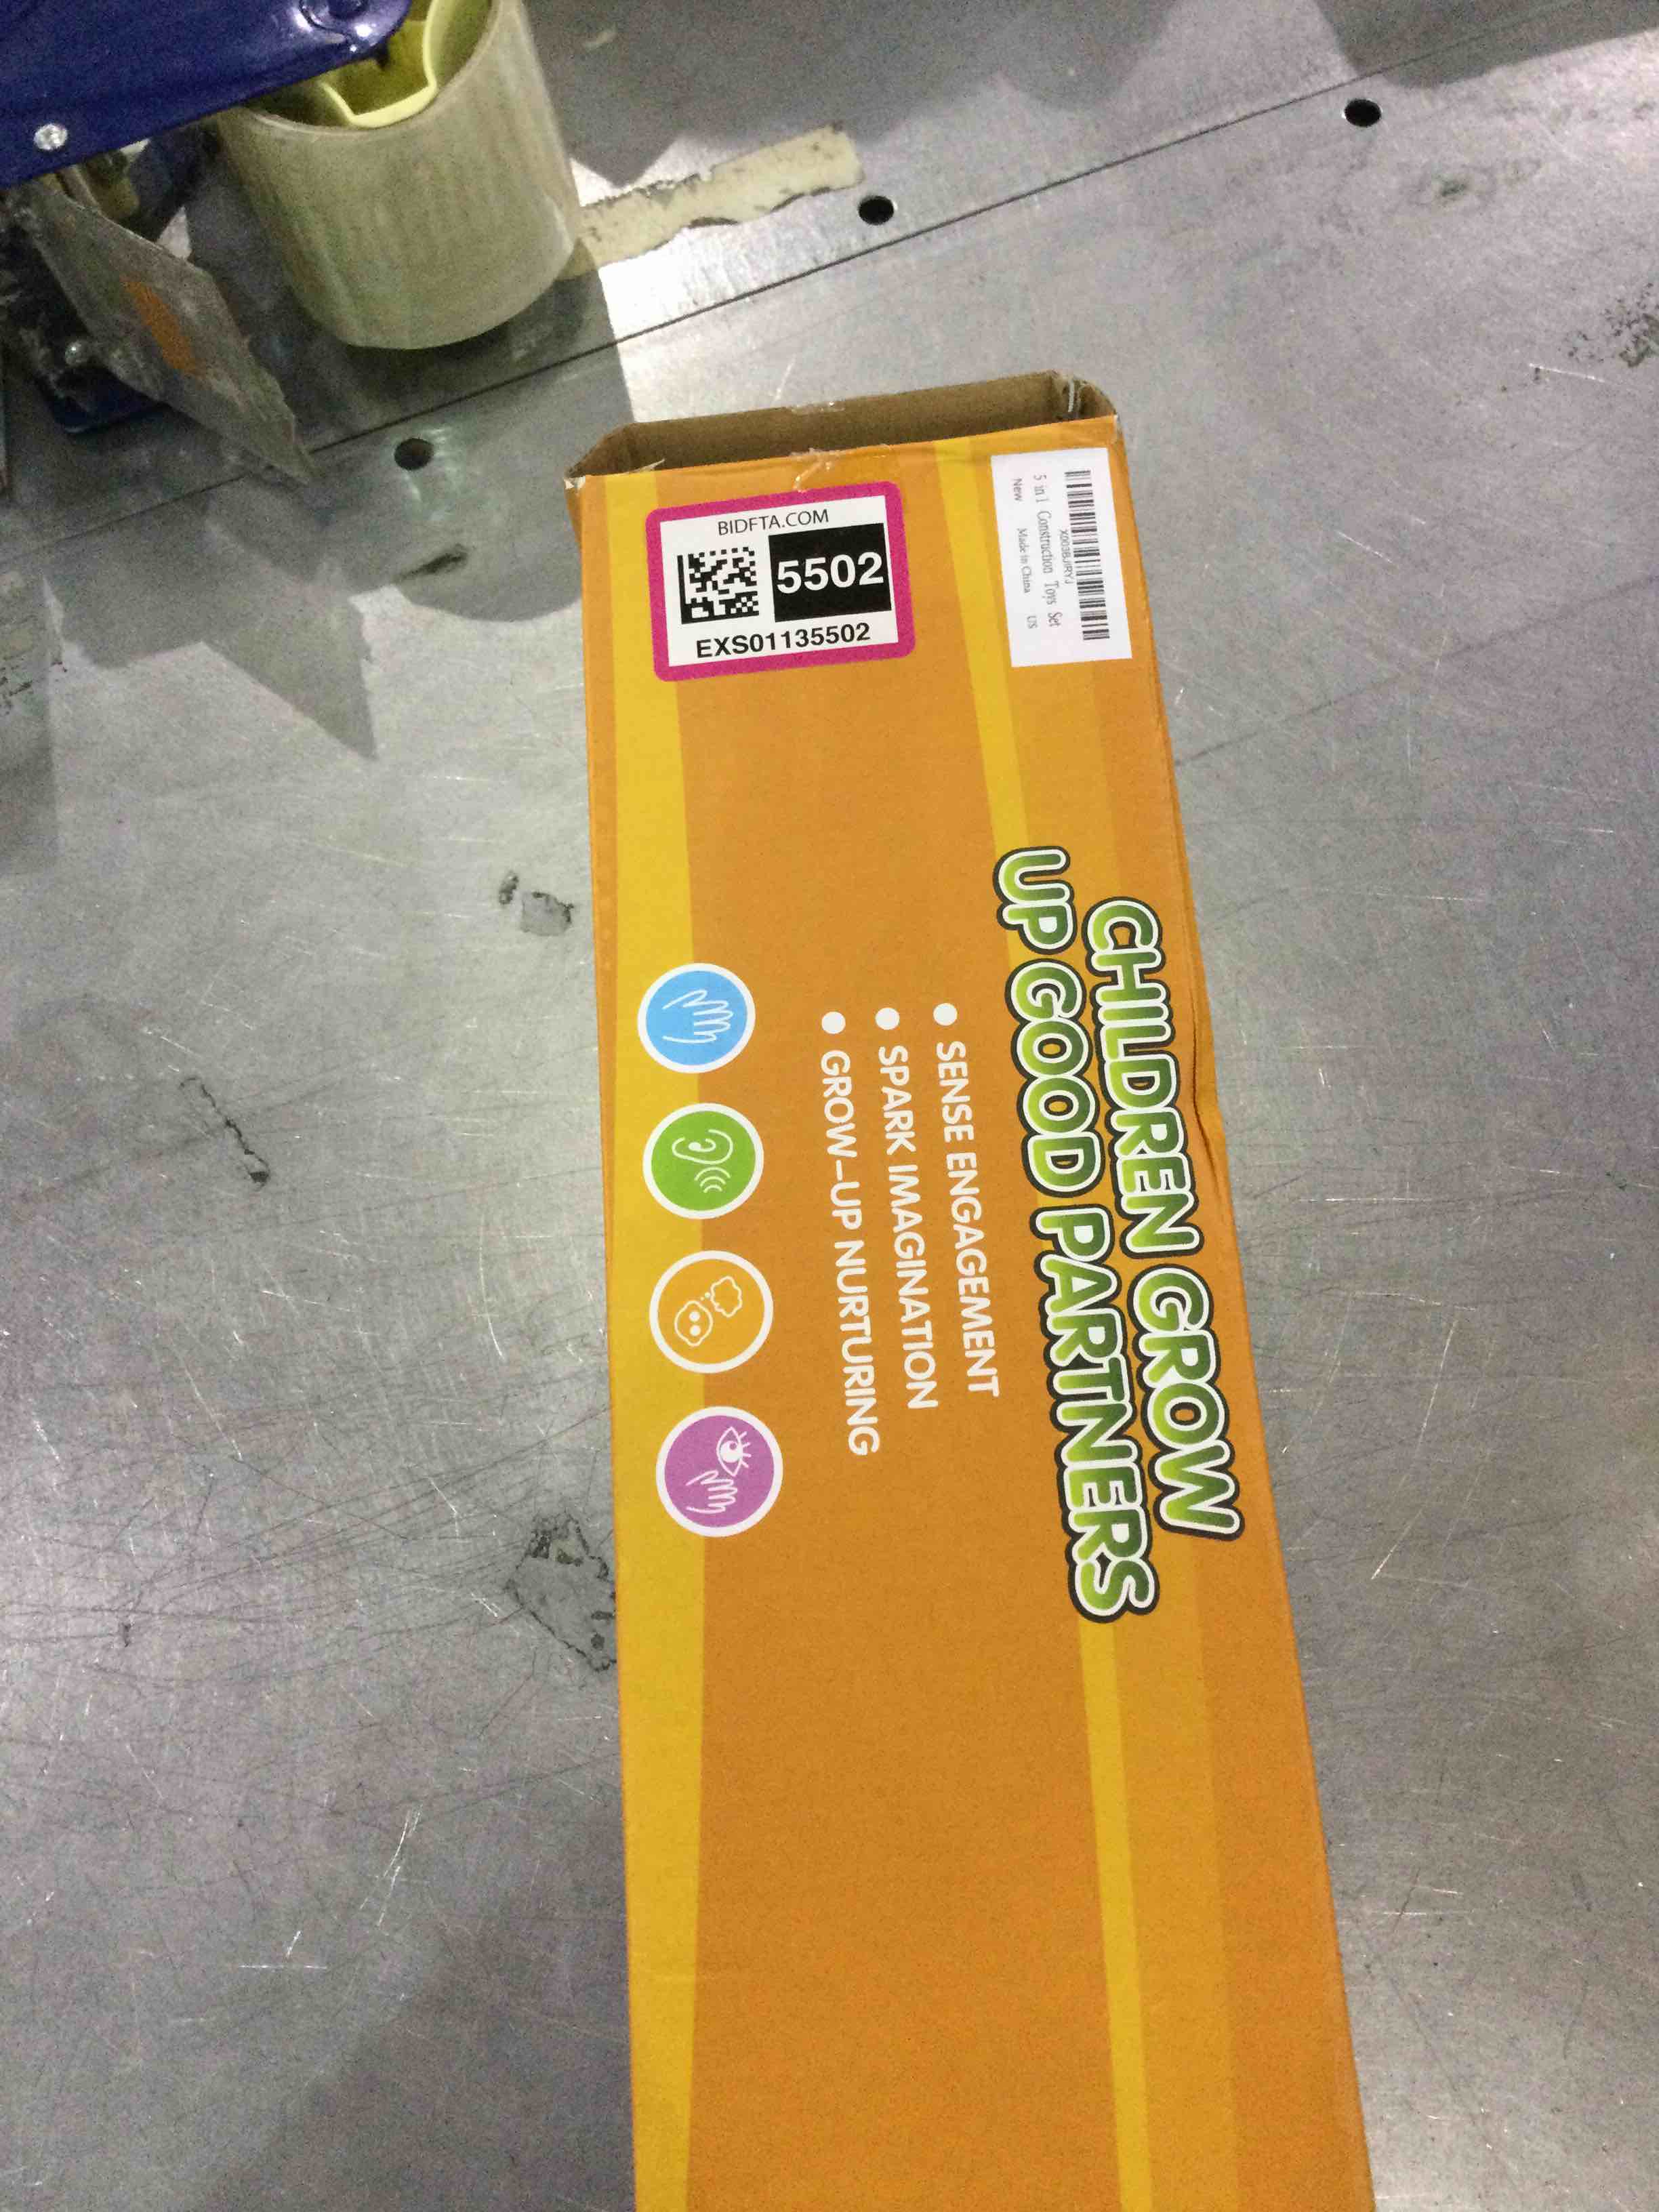 BIDFTA.COM
5502
EXS01135502
X003BJIRYJ
5 in 1 Construction Toys Set
New Made in China US
CHILDREN GROW
UP GOOD PARTNERS
● SENSE ENGAGEMENT
● SPARK IMAGINATION
● GROW-UP NURTURING